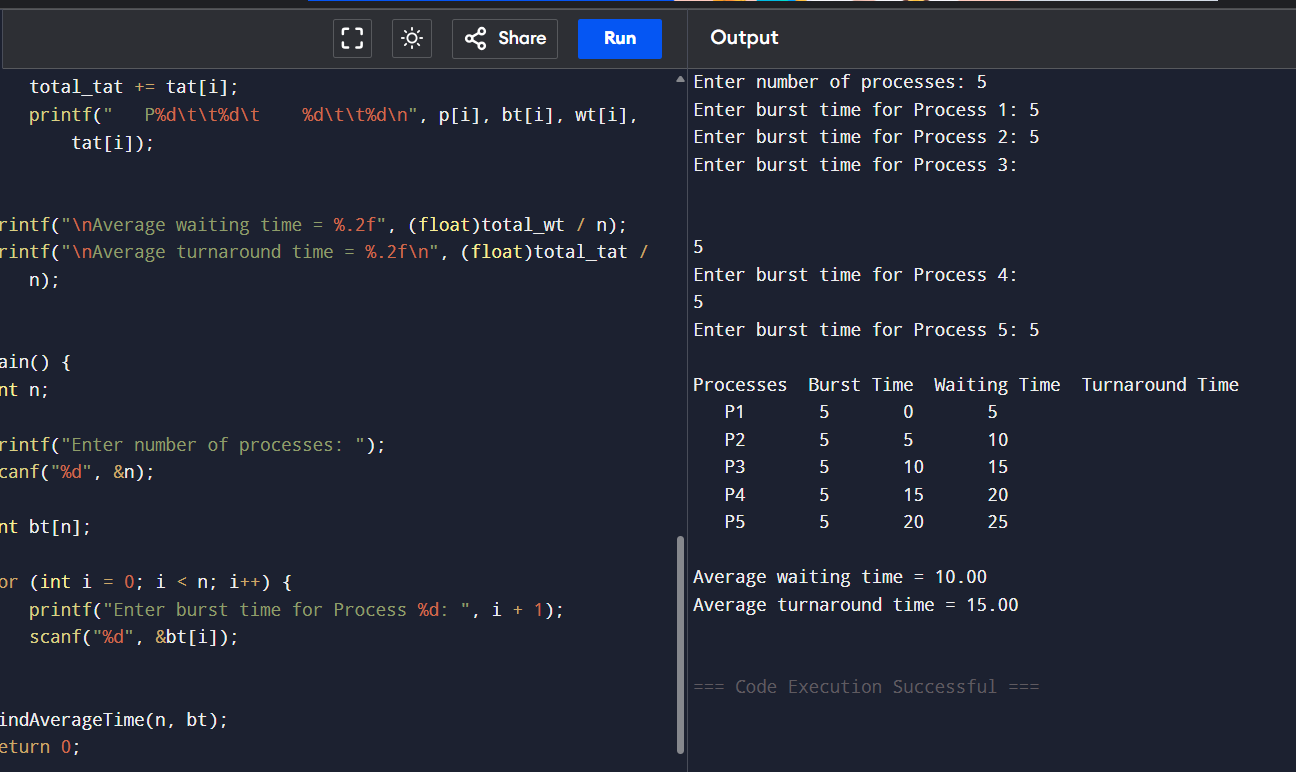 Share
Run
Output
total_tat += tat[i];
printf("   P%d\t\t%d\t    %d\t\t%d\n", p[i], bt[i], wt[i],
tat[i]);
rintf("\nAverage waiting time = %.2f", (float)total_wt / n);
rintf("\nAverage turnaround time = %.2f\n", (float)total_tat /
n);
ain() {
nt n;
rintf("Enter number of processes: ");
canf("%d", &n);
nt bt[n];
or (int i = 0; i < n; i++) {
printf("Enter burst time for Process %d: ", i + 1);
scanf("%d", &bt[i]);
indAverageTime(n, bt);
eturn 0;
Enter number of processes: 5
Enter burst time for Process 1: 5
Enter burst time for Process 2: 5
Enter burst time for Process 3:
5
Enter burst time for Process 4:
5
Enter burst time for Process 5: 5
Processes  Burst Time  Waiting Time  Turnaround Time
P1       5       0       5
P2       5       5       10
P3       5       10      15
P4       5       15      20
P5       5       20      25
Average waiting time = 10.00
Average turnaround time = 15.00
=== Code Execution Successful ===